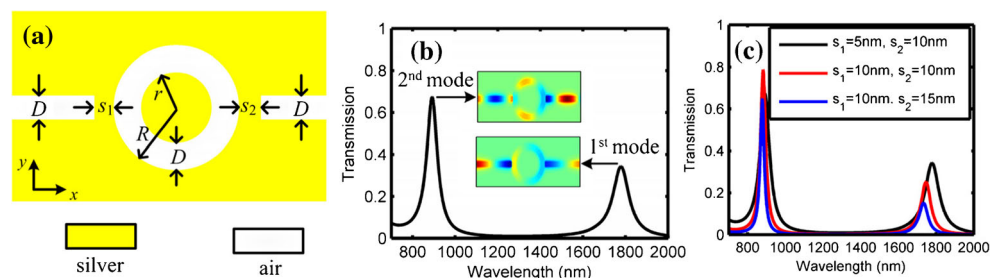 (a)
D
s1
r
s2
D
R
D
y
x
silver
air
(b)
1
0.8
0.6
0.4
0.2
0
Transmission
2nd mode
1st mode
800 1000 1200 1400 1600 1800 2000
Wavelength (nm)
(c)
1
0.8
0.6
0.4
0.2
0
Transmission
s1=5nm, s2=10nm
s1=10nm, s2=10nm
s1=10nm. s2=15nm
800 1000 1200 1400 1600 1800 2000
Wavelength (nm)